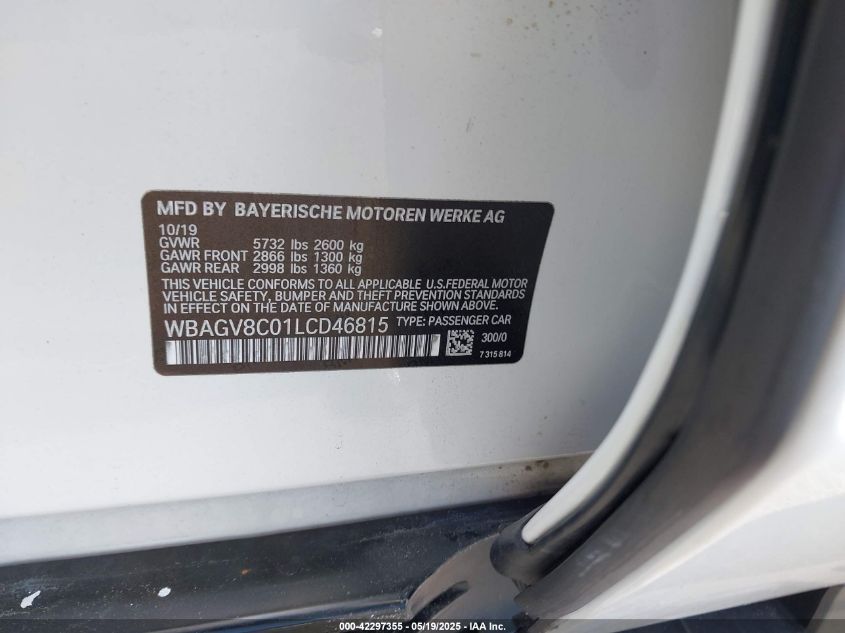 MFD BY BAYERISCHE MOTOREN WERKE AG
10/19
GVWR 5732 lbs 2600 kg
GAWR FRONT 2866 lbs 1300 kg
GAWR REAR 2998 lbs 1360 kg
THIS VEHICLE CONFORMS TO ALL APPLICABLE U.S.FEDERAL MOTOR
VEHICLE SAFETY, BUMPER AND THEFT PREVENTION STANDARDS
IN EFFECT ON THE DATE OF MANUFACTURE SHOWN ABOVE.
WBAGV8C01LCD46815 TYPE: PASSENGER CAR
300/0
7 315 814
000-42297355 - 05/19/2025 - IAA Inc.